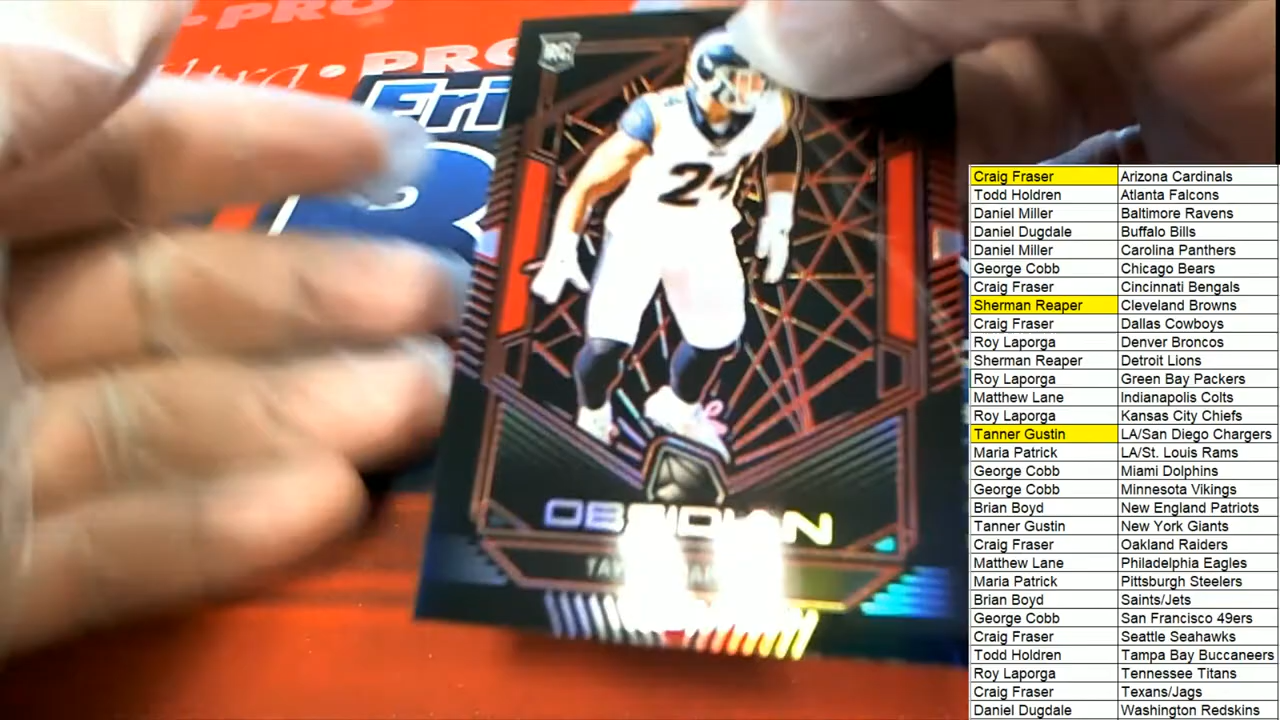 PRO
Ultra • PRO
Eri
RC
24
OBSIDIAN
Craig Fraser Arizona Cardinals
Todd Holdren Atlanta Falcons
Daniel Miller Baltimore Ravens
Daniel Dugdale Buffalo Bills
Daniel Miller Carolina Panthers
George Cobb Chicago Bears
Craig Fraser Cincinnati Bengals
Sherman Reaper Cleveland Browns
Craig Fraser Dallas Cowboys
Roy Laporga Denver Broncos
Sherman Reaper Detroit Lions
Roy Laporga Green Bay Packers
Matthew Lane Indianapolis Colts
Roy Laporga Kansas City Chiefs
Tanner Gustin LA/San Diego Chargers
Maria Patrick LA/St. Louis Rams
George Cobb Miami Dolphins
George Cobb Minnesota Vikings
Brian Boyd New England Patriots
Tanner Gustin New York Giants
Craig Fraser Oakland Raiders
Matthew Lane Philadelphia Eagles
Maria Patrick Pittsburgh Steelers
Brian Boyd Saints/Jets
George Cobb San Francisco 49ers
Craig Fraser Seattle Seahawks
Todd Holdren Tampa Bay Buccaneers
Roy Laporga Tennessee Titans
Craig Fraser Texans/Jags
Daniel Dugdale Washington Redskins